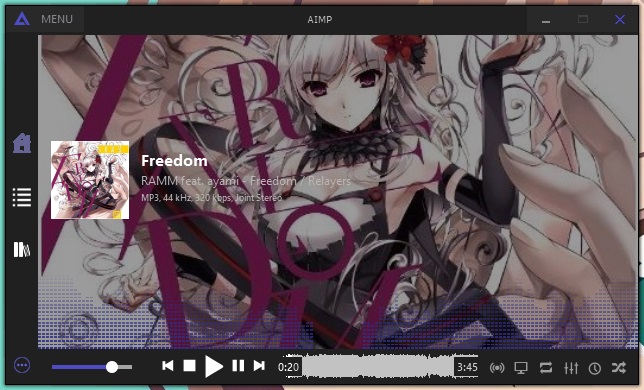 MENU
AIMP
Freedom
RAMM feat. ayami - Freedom / Relayers
MP3, 44 kHz, 320 kbps, Joint Stereo
0:20
3:45